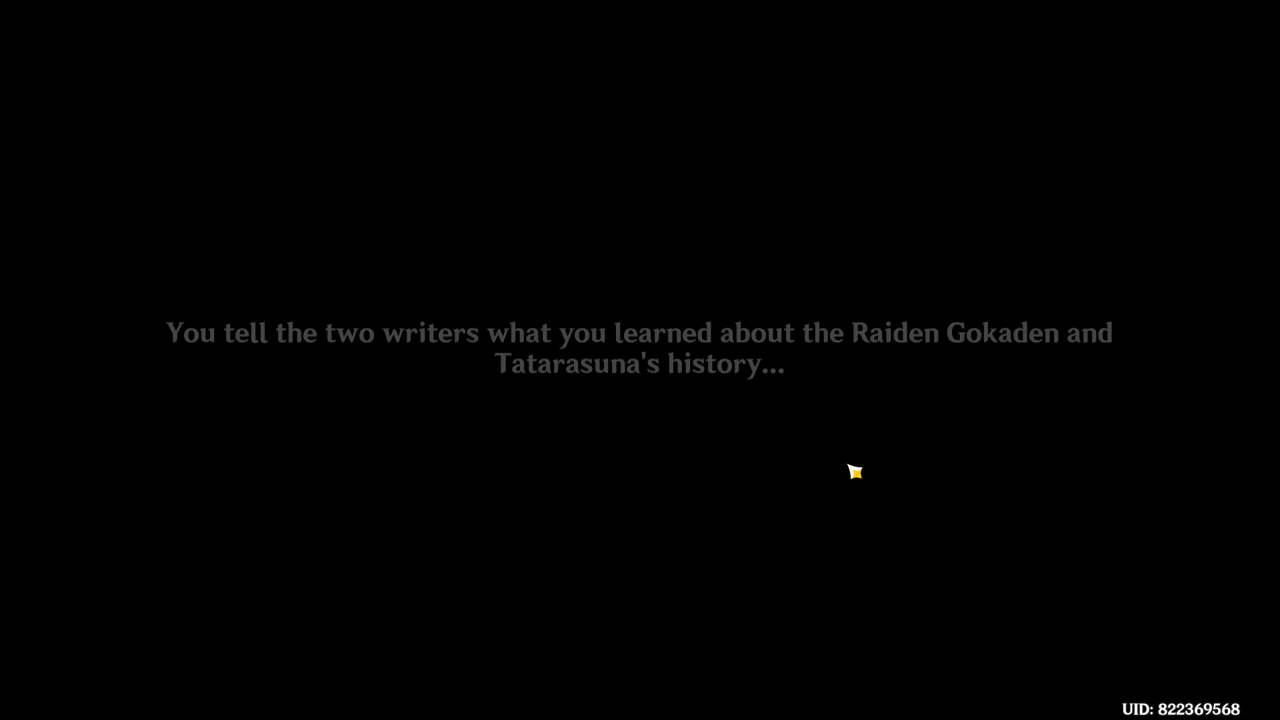 You tell the two writers what you learned about the Raiden Gokaden and
Tatarasuna's history...
UID: 822369568